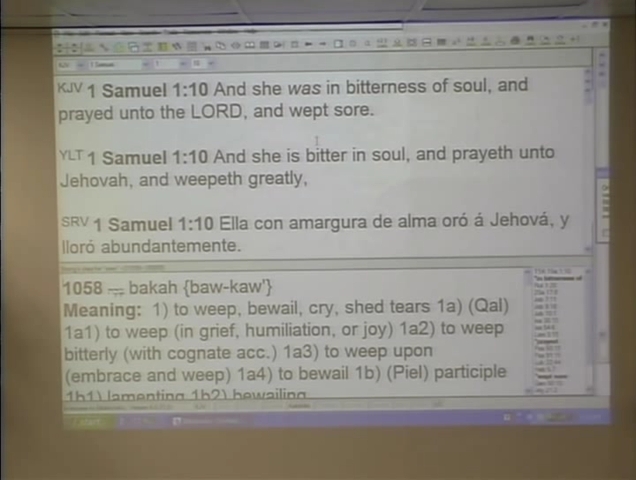 KJV 1 Samuel 1:10 And she was in bitterness of soul, and
prayed unto the LORD, and wept sore.
YLT 1 Samuel 1:10 And she is bitter in soul, and prayeth unto
Jehovah, and weepeth greatly,
SRV 1 Samuel 1:10 Ella con amargura de alma oró á Jehová, y
lloró abundantemente.
1058 bakah {baw-kaw'}
Meaning: 1) to weep, bewail, cry, shed tears 1a) (Qal)
1a1) to weep (in grief, humiliation, or joy) 1a2) to weep
bitterly (with cognate acc.) 1a3) to weep upon
(embrace and weep) 1a4) to bewail 1b) (Piel) participle
1b1) lamenting 1b2) bewailing